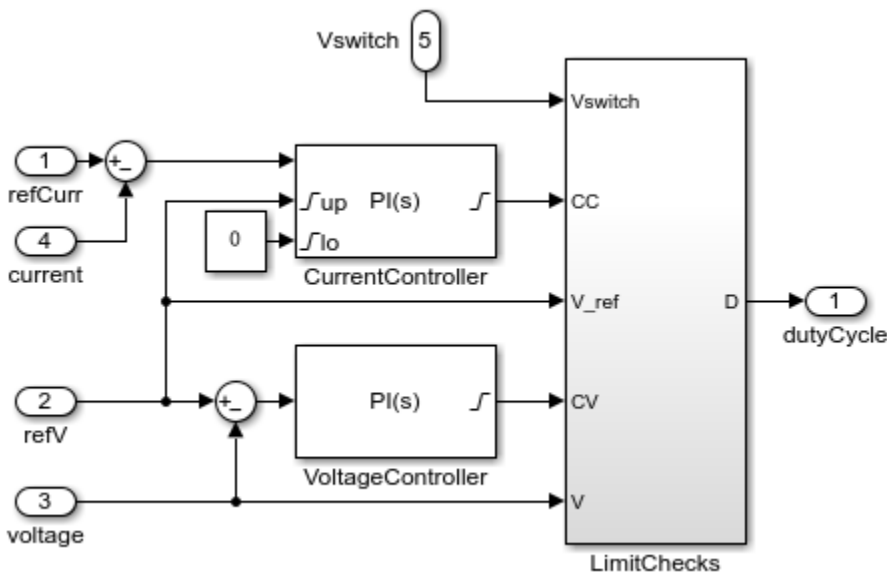 Vswitch 5
Vswitch
1 + _
refCurr
up PI(s) CC
0 lo
4
current
CurrentController
V_ref D 1
dutyCycle
2 + _ PI(s) CV
refV
VoltageController
3 V
voltage
LimitChecks